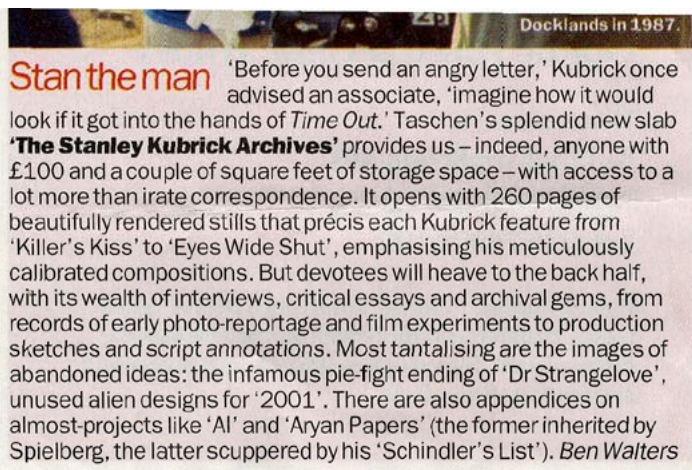 Docklands in 1987.
Stan the man 'Before you send an angry letter,' Kubrick once
advised an associate, 'imagine how it would
look if it got into the hands of Time Out.' Taschen's splendid new slab
'The Stanley Kubrick Archives' provides us – indeed, anyone with
£100 and a couple of square feet of storage space – with access to a
lot more than irate correspondence. It opens with 260 pages of
beautifully rendered stills that précis each Kubrick feature from
'Killer's Kiss' to 'Eyes Wide Shut', emphasising his meticulously
calibrated compositions. But devotees will heave to the back half,
with its wealth of interviews, critical essays and archival gems, from
records of early photo-reportage and film experiments to production
sketches and script annotations. Most tantalising are the images of
abandoned ideas: the infamous pie-fight ending of 'Dr Strangelove',
unused alien designs for '2001'. There are also appendices on
almost-projects like 'AI' and 'Aryan Papers' (the former inherited by
Spielberg, the latter scuppered by his 'Schindler's List'). Ben Walters